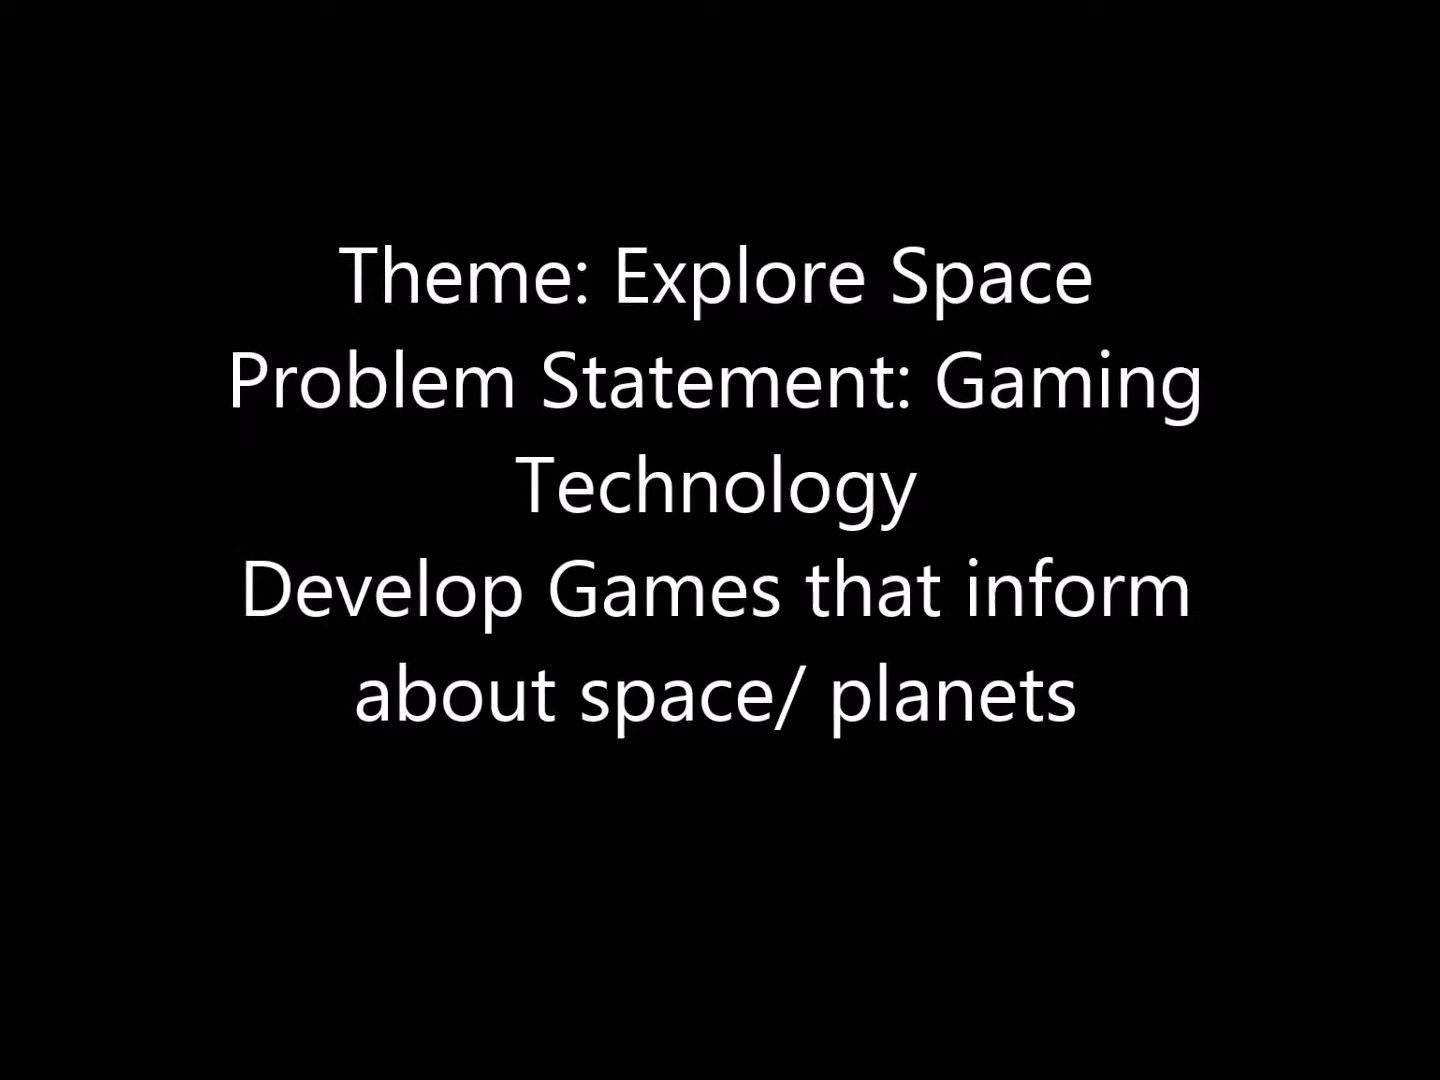 Theme: Explore Space
Problem Statement: Gaming
Technology
Develop Games that inform
about space/ planets